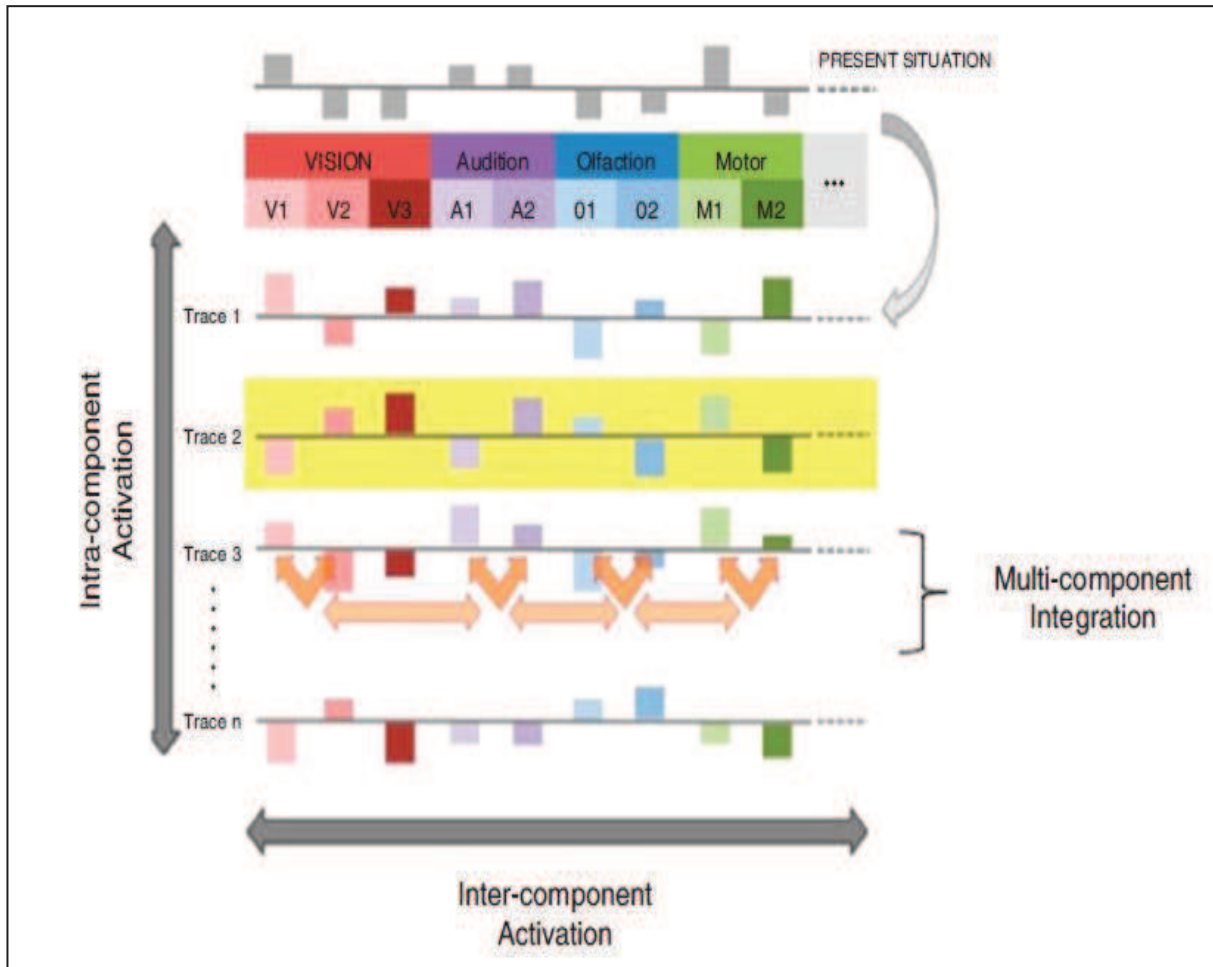 PRESENT SITUATION
VISION Audition Olfaction Motor ...
V1 V2 V3 A1 A2 01 02 M1 M2
Trace 1
Trace 2
Trace 3
Trace n
Intra-component
Activation
Multi-component
Integration
Inter-component
Activation